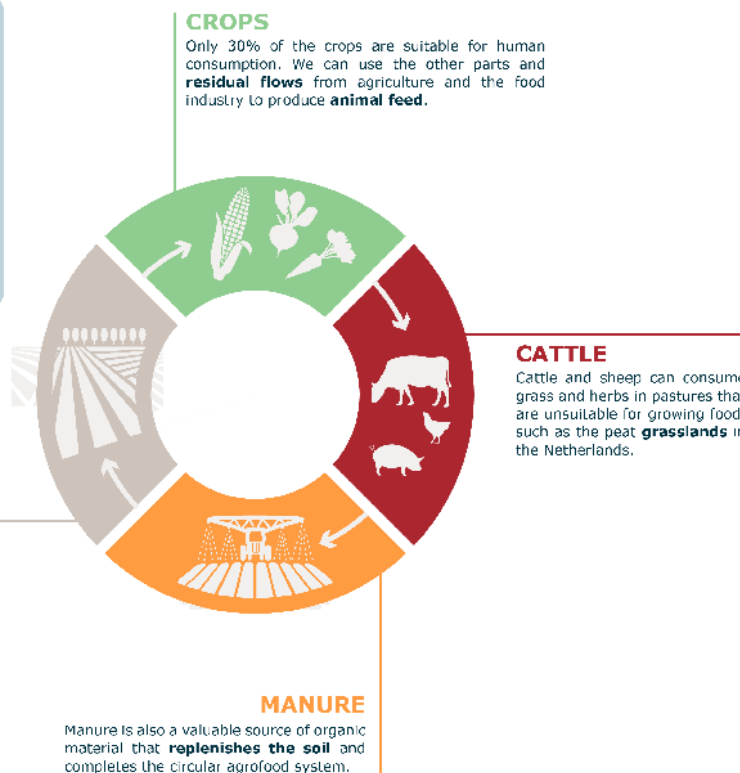 CROPS
Only 30% of the crops are suitable for human
consumption. We can use the other parts and
residual flows from agriculture and the food
industry to produce animal feed.
CATTLE
Cattle and sheep can consume
grass and herbs in pastures tha
are unsuitable for growing food
such as the peat grasslands i
the Netherlands.
MANURE
Manure is also a valuable source of organic
material that replenishes the soil and
completes the circular agrofood system.